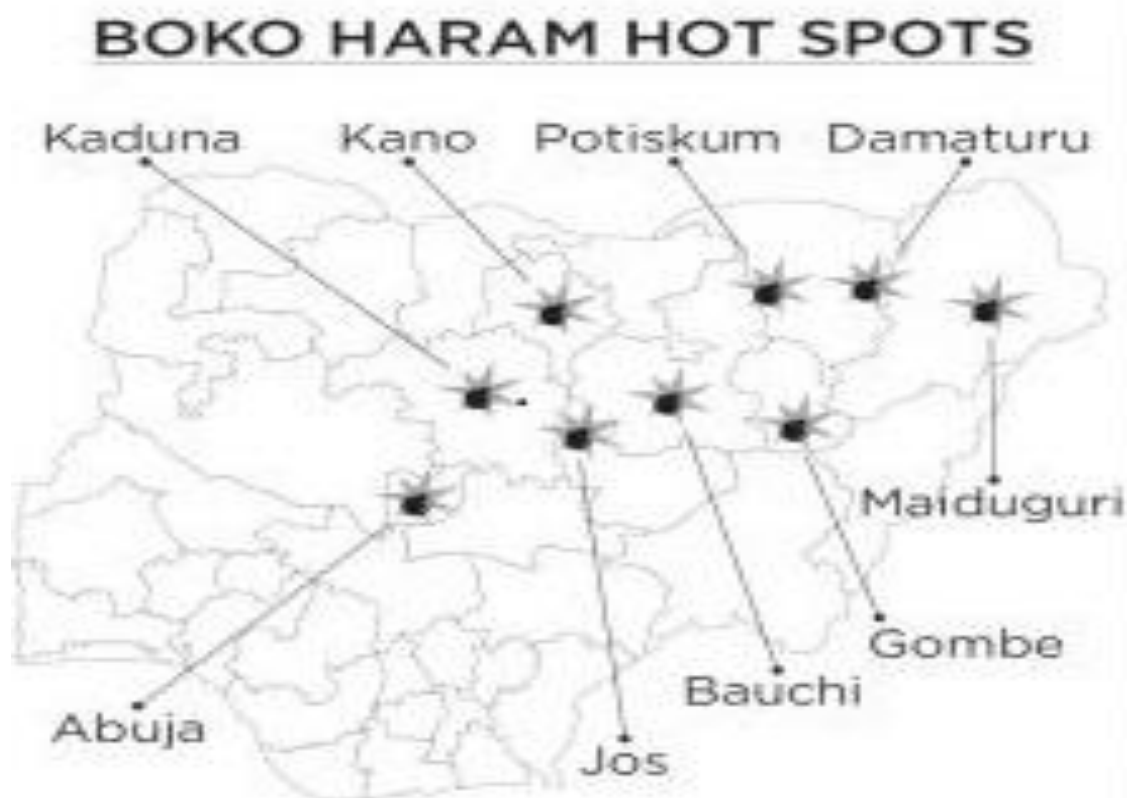 BOKO HARAM HOT SPOTS
Kaduna Kano Potiskum Damaturu
Maiduguri
Gombe
Bauchi
Abuja
Jos